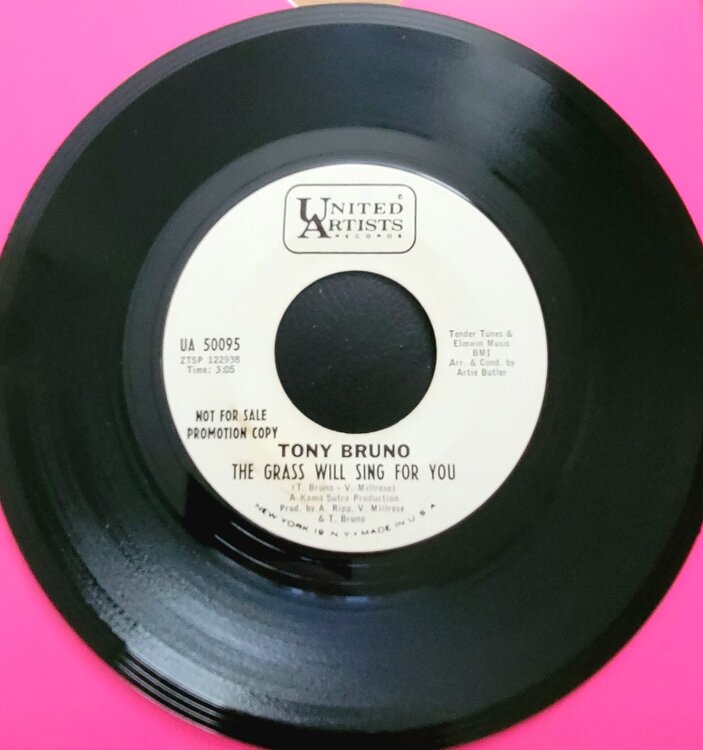 UNITED
ARTISTS
RECORDS
UA 50095
ZTSP 122938
Time: 3:05
Tender Tunes &
Elmwin Music
BMI
Arr. & Cond. by
Artie Butler
NOT FOR SALE
PROMOTION COPY
TONY BRUNO
THE GRASS WILL SING FOR YOU
(T. Bruno - V. Millrose)
A Kama Sutra Production
Prod. by A. Ripp, V. Millrose
& T. Bruno
NEW YORK 19 N Y • MADE IN U.S.A